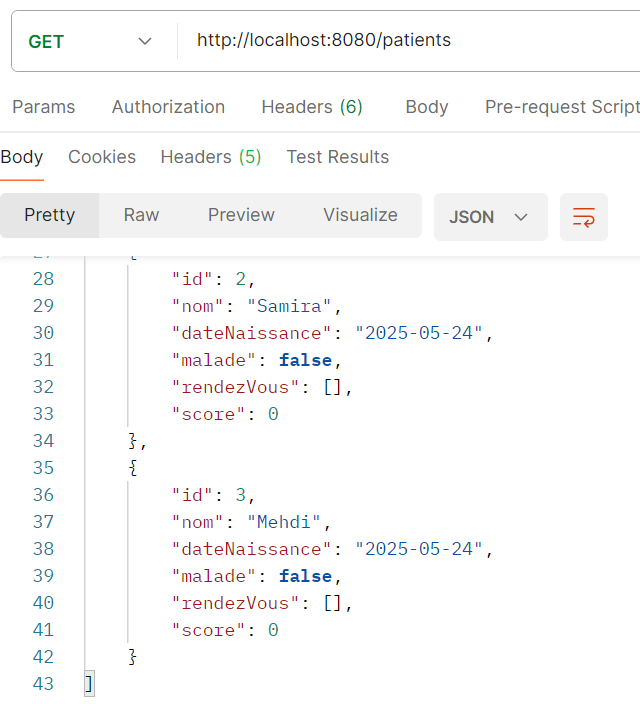 GET http://localhost:8080/patients
Params Authorization Headers (6) Body Pre-request Script
Body Cookies Headers (5) Test Results
Pretty Raw Preview Visualize JSON
28 "id": 2,
29 "nom": "Samira",
30 "dateNaissance": "2025-05-24",
31 "malade": false,
32 "rendezVous": [],
33 "score": 0
34 },
35 {
36 "id": 3,
37 "nom": "Mehdi",
38 "dateNaissance": "2025-05-24",
39 "malade": false,
40 "rendezVous": [],
41 "score": 0
42 }
43 ]